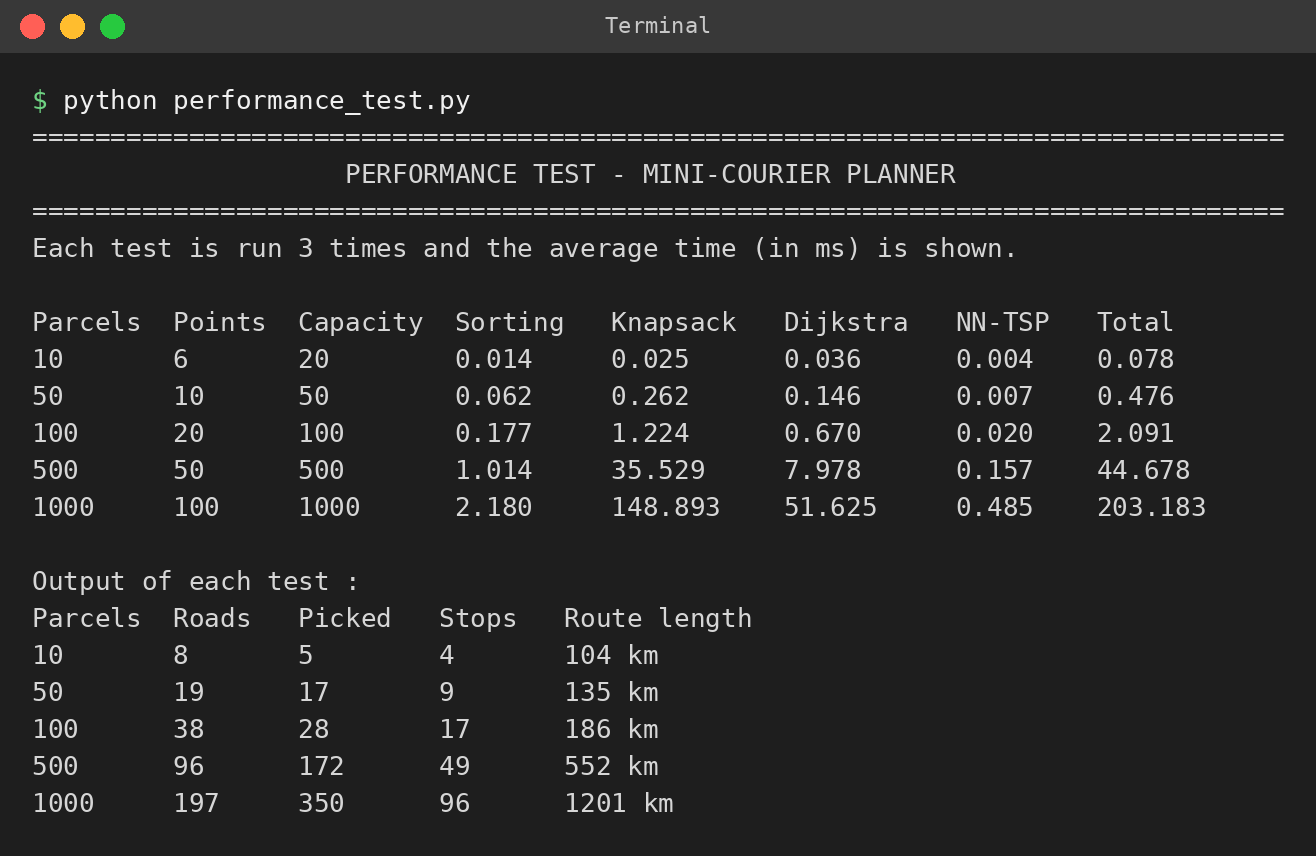 Terminal
$ python performance_test.py
================================================================================
PERFORMANCE TEST - MINI-COURIER PLANNER
================================================================================
Each test is run 3 times and the average time (in ms) is shown.
Parcels  Points  Capacity  Sorting   Knapsack   Dijkstra   NN-TSP   Total
10       6       20        0.014     0.025      0.036      0.004    0.078
50       10      50        0.062     0.262      0.146      0.007    0.476
100      20      100       0.177     1.224      0.670      0.020    2.091
500      50      500       1.014     35.529     7.978      0.157    44.678
1000     100     1000      2.180     148.893    51.625     0.485    203.183
Output of each test :
Parcels  Roads   Picked   Stops   Route length
10       8       5        4       104 km
50       19      17       9       135 km
100      38      28       17      186 km
500      96      172      49      552 km
1000     197     350      96      1201 km